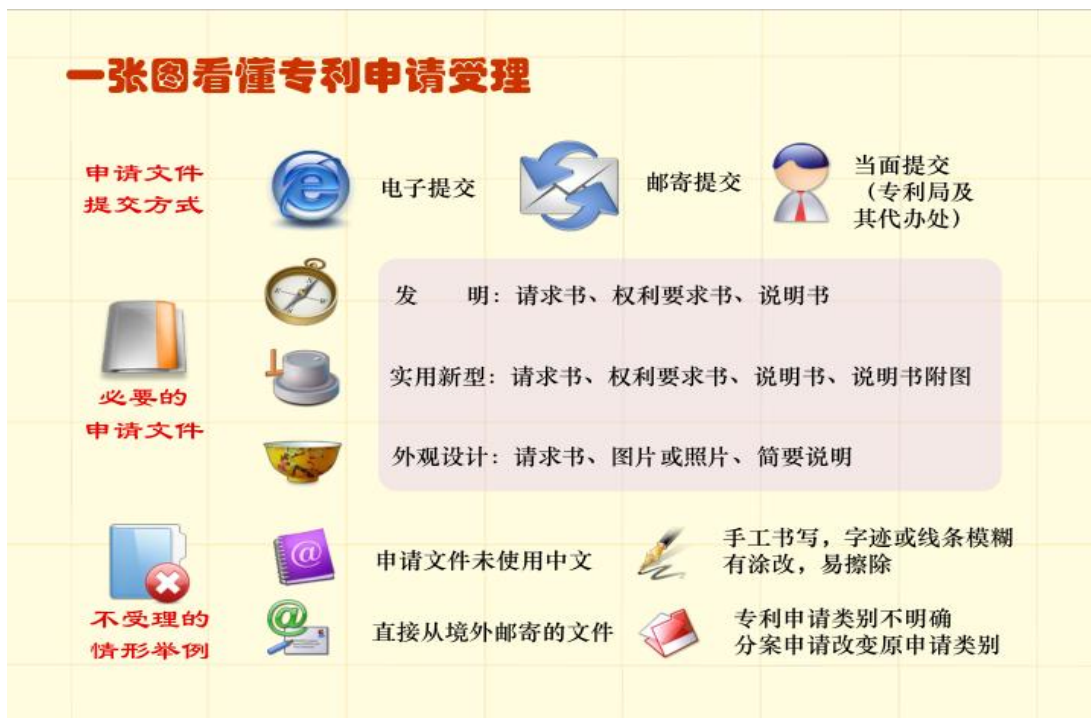 一张图看懂专利申请受理
申请文件
提交方式
电子提交
邮寄提交
当面提交
（专利局及
其代办处）
必要的
申请文件
发　　明：请求书、权利要求书、说明书
实用新型：请求书、权利要求书、说明书、说明书附图
外观设计：请求书、图片或照片、简要说明
不受理的
情形举例
申请文件未使用中文
手工书写，字迹或线条模糊
有涂改，易擦除
直接从境外邮寄的文件
专利申请类别不明确
分案申请改变原申请类别